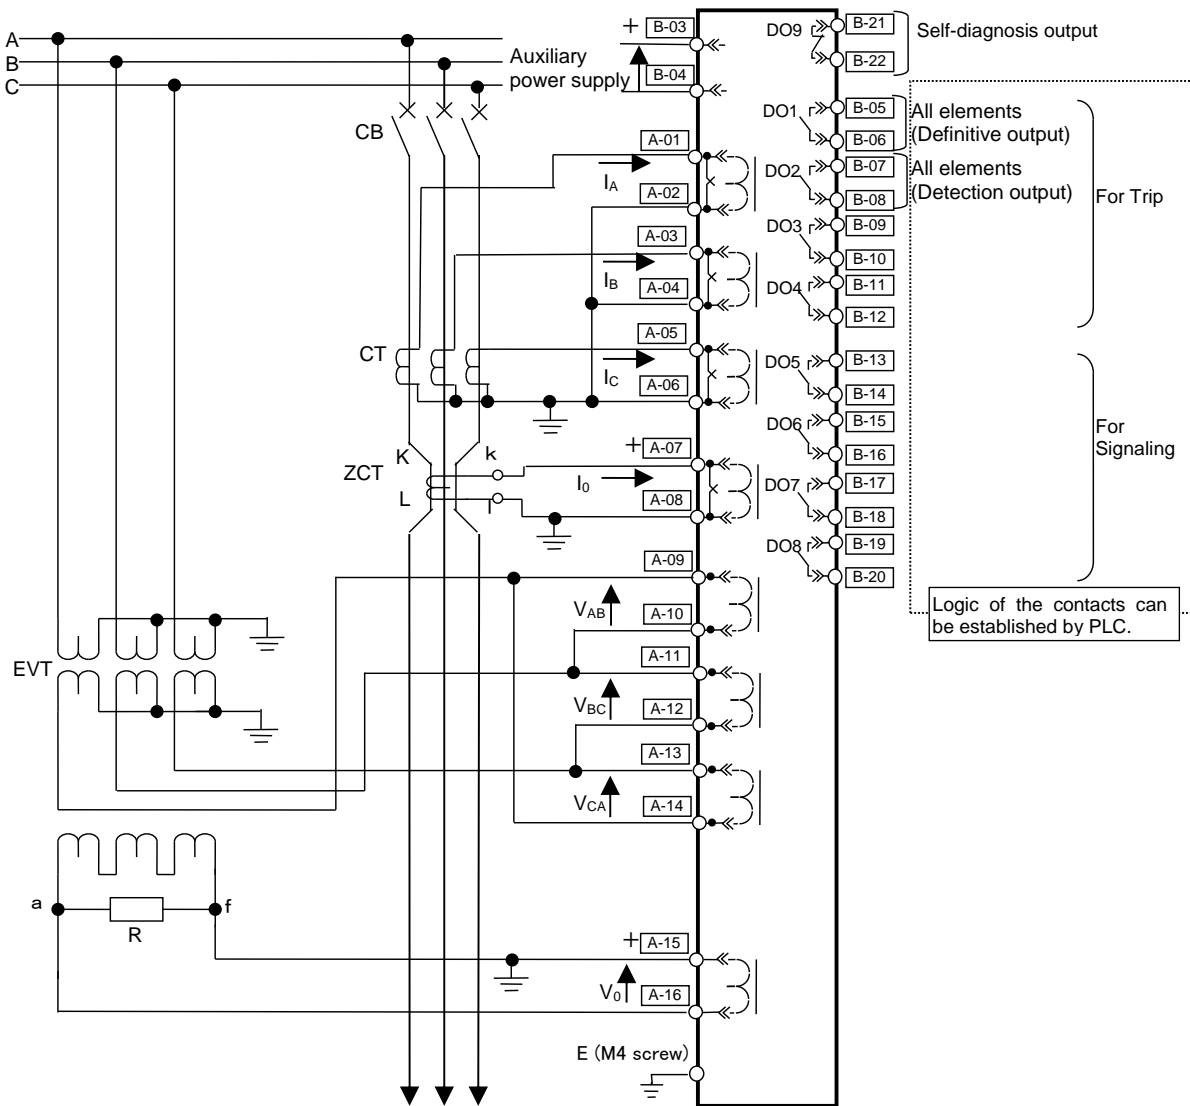 A
B
C
Auxiliary
power supply
+
B-03
B-04
CB
A-01
IA
A-02
A-03
IB
A-04
CT
A-05
IC
A-06
K
k
ZCT
L
l
+
A-07
I0
A-08
A-09
VAB
A-10
A-11
VBC
A-12
A-13
VCA
A-14
EVT
a
f
R
+
A-15
V0
A-16
E (M4 screw)
DO9
B-21
B-22
Self-diagnosis output
DO1
B-05
B-06
All elements
(Definitive output)
DO2
B-07
B-08
All elements
(Detection output)
For Trip
DO3
B-09
B-10
DO4
B-11
B-12
DO5
B-13
B-14
DO6
B-15
B-16
For
Signaling
DO7
B-17
B-18
DO8
B-19
B-20
Logic of the contacts can
be established by PLC.